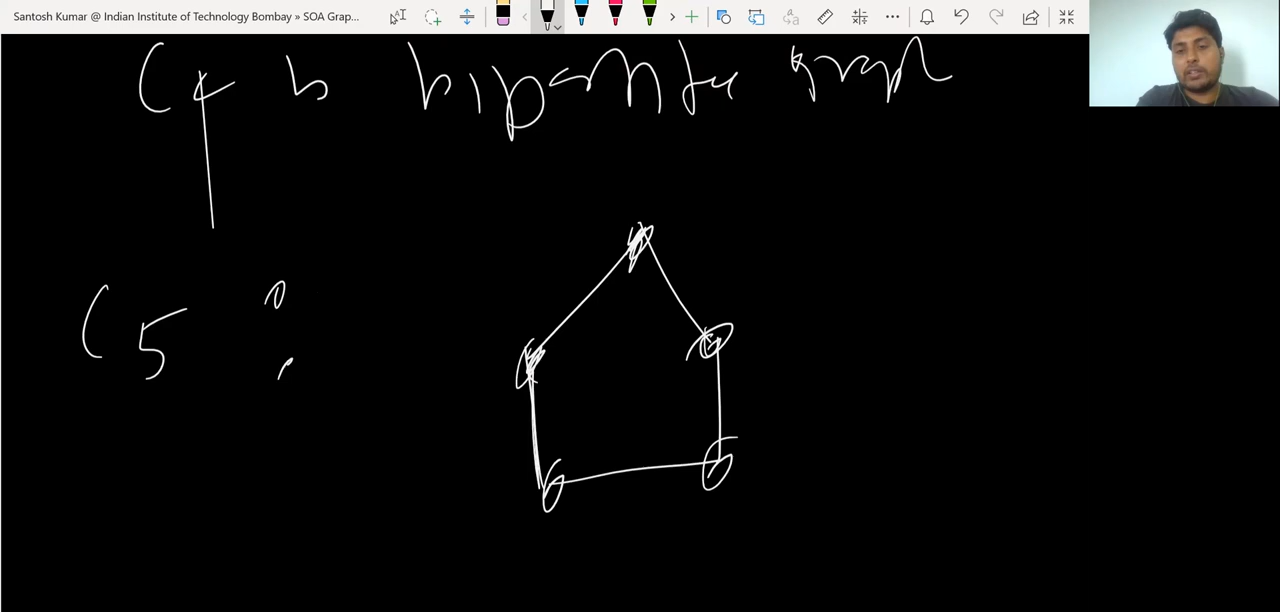 Santosh Kumar @ Indian Institute of Technology Bombay » SOA Grap...
C4 is bipartite graph
C5 :